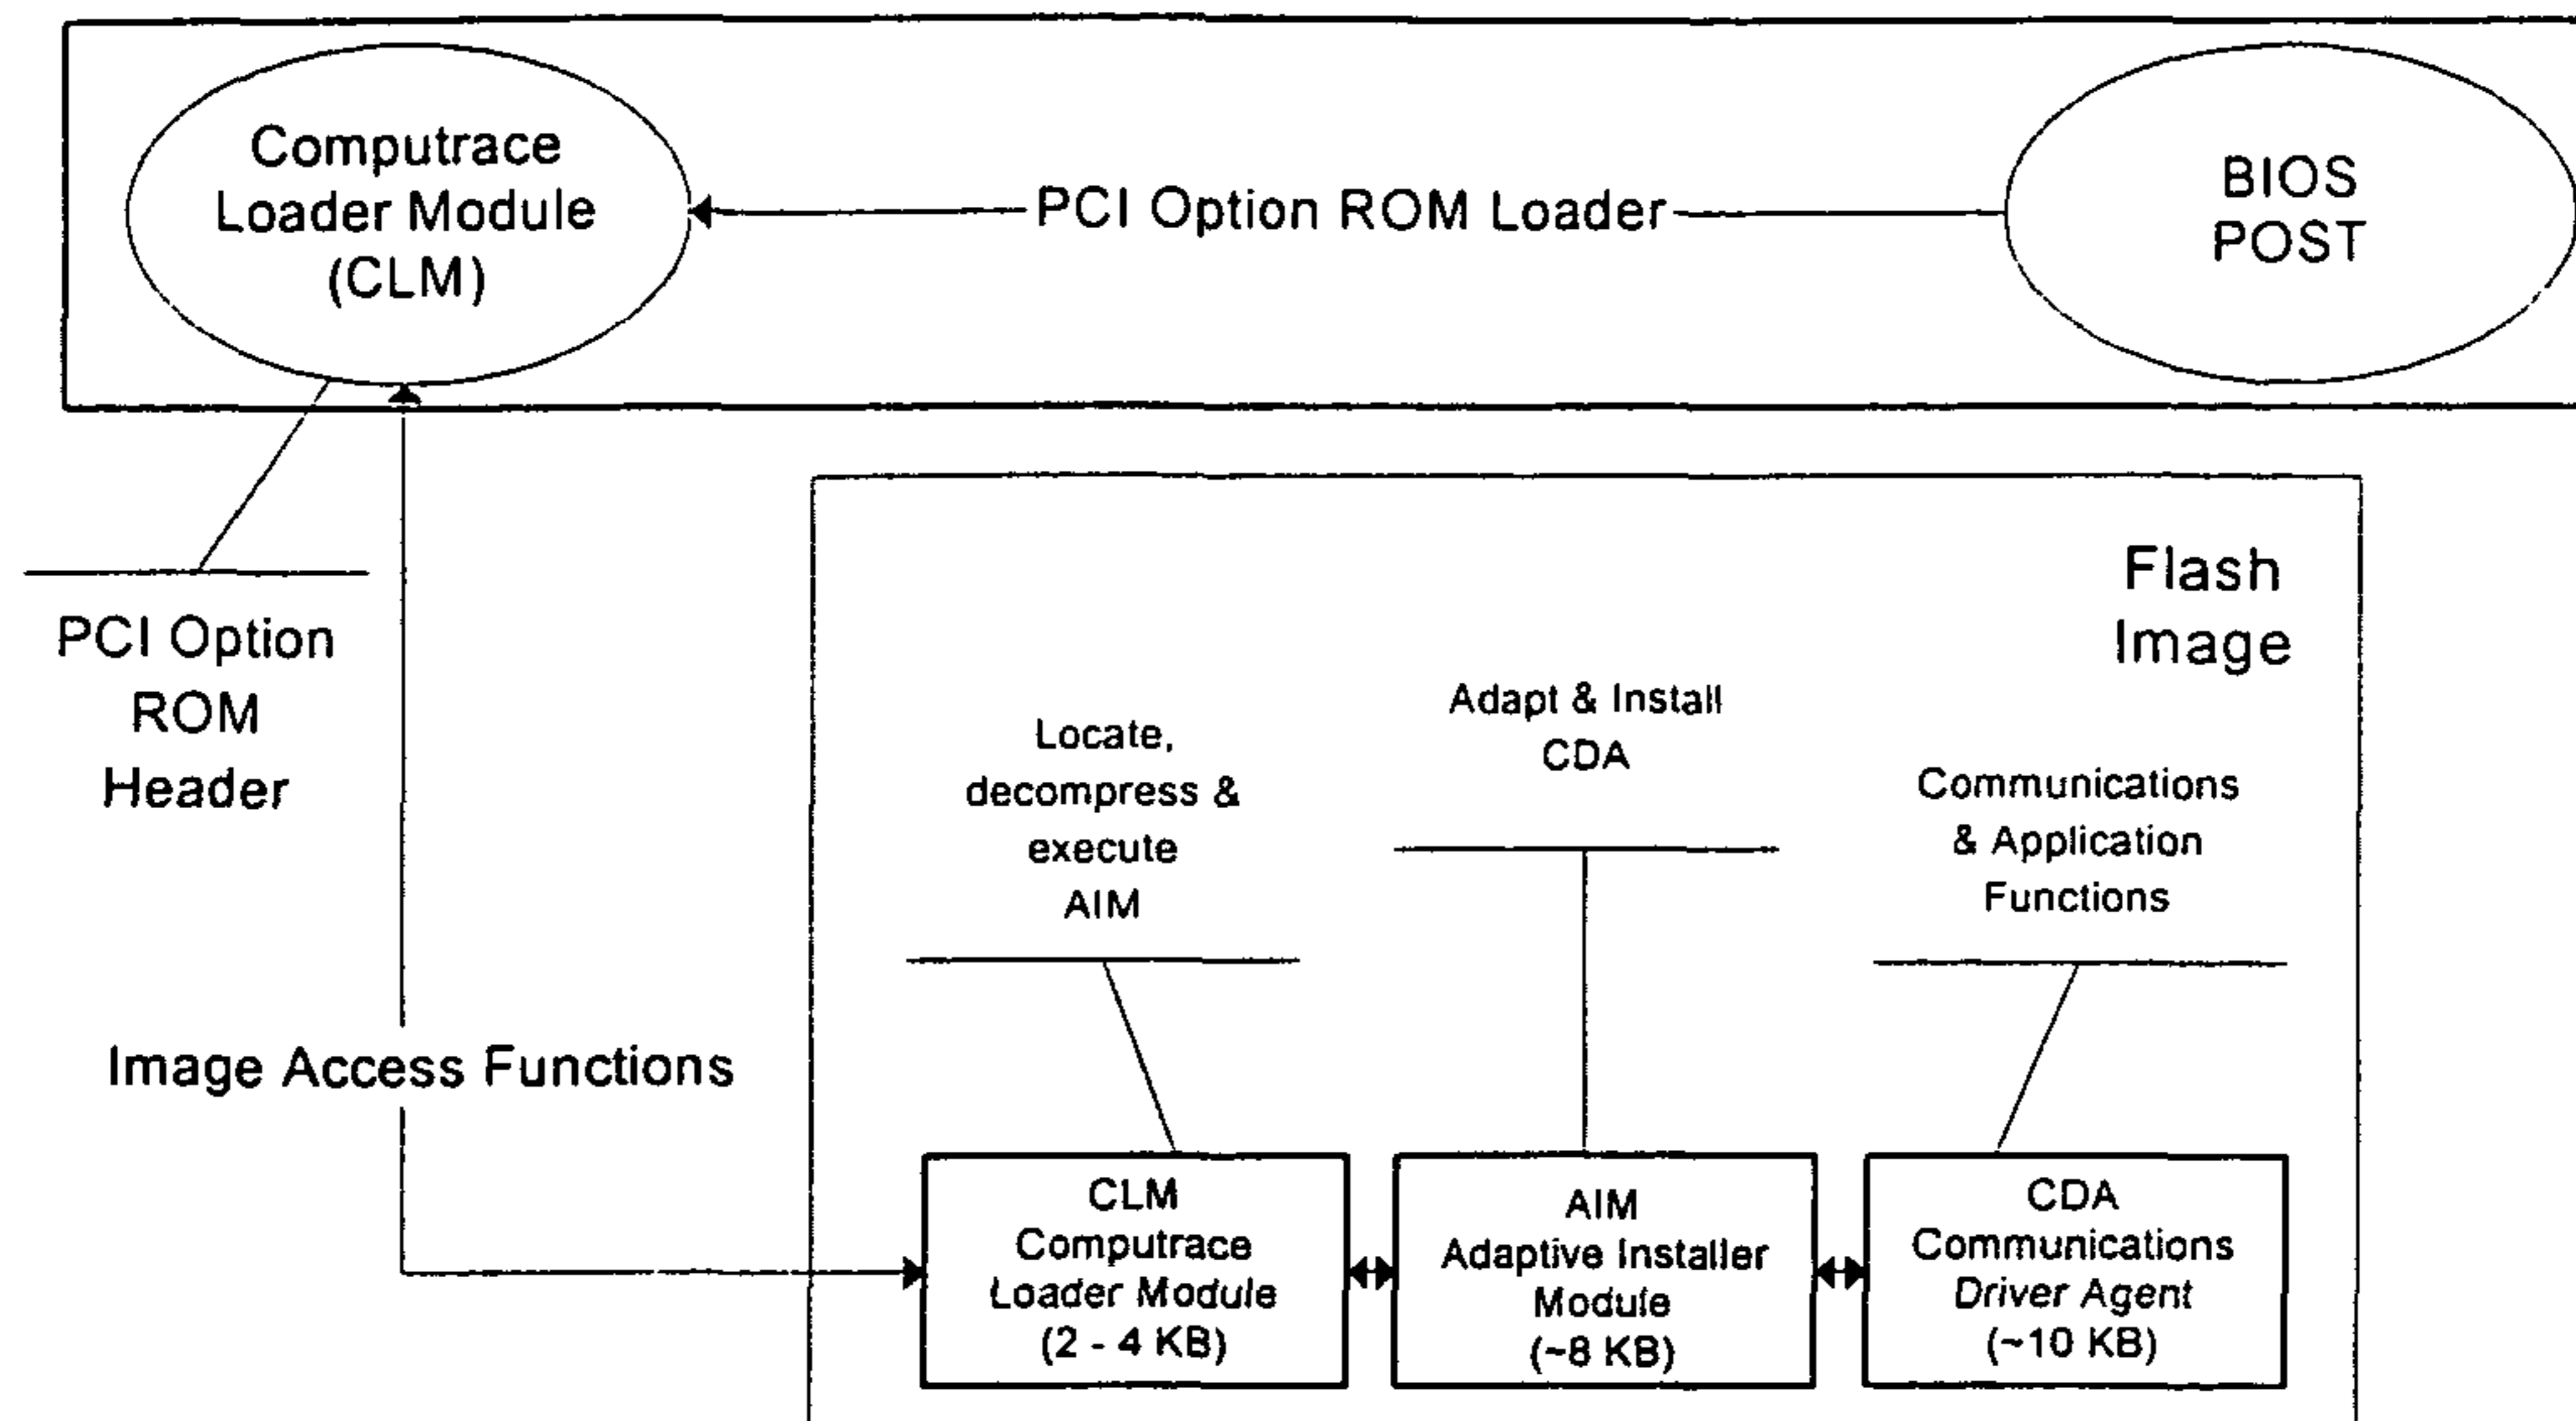 Computrace
Loader Module
(CLM)
PCI Option ROM Loader
BIOS
POST
PCI Option
ROM
Header
Image Access Functions
Flash
Image
Locate,
decompress &
execute
AIM
Adapt & Install
CDA
Communications
& Application
Functions
CLM
Computrace
Loader Module
(2 - 4 KB)
AIM
Adaptive Installer
Module
(~8 KB)
CDA
Communications
Driver Agent
(~10 KB)